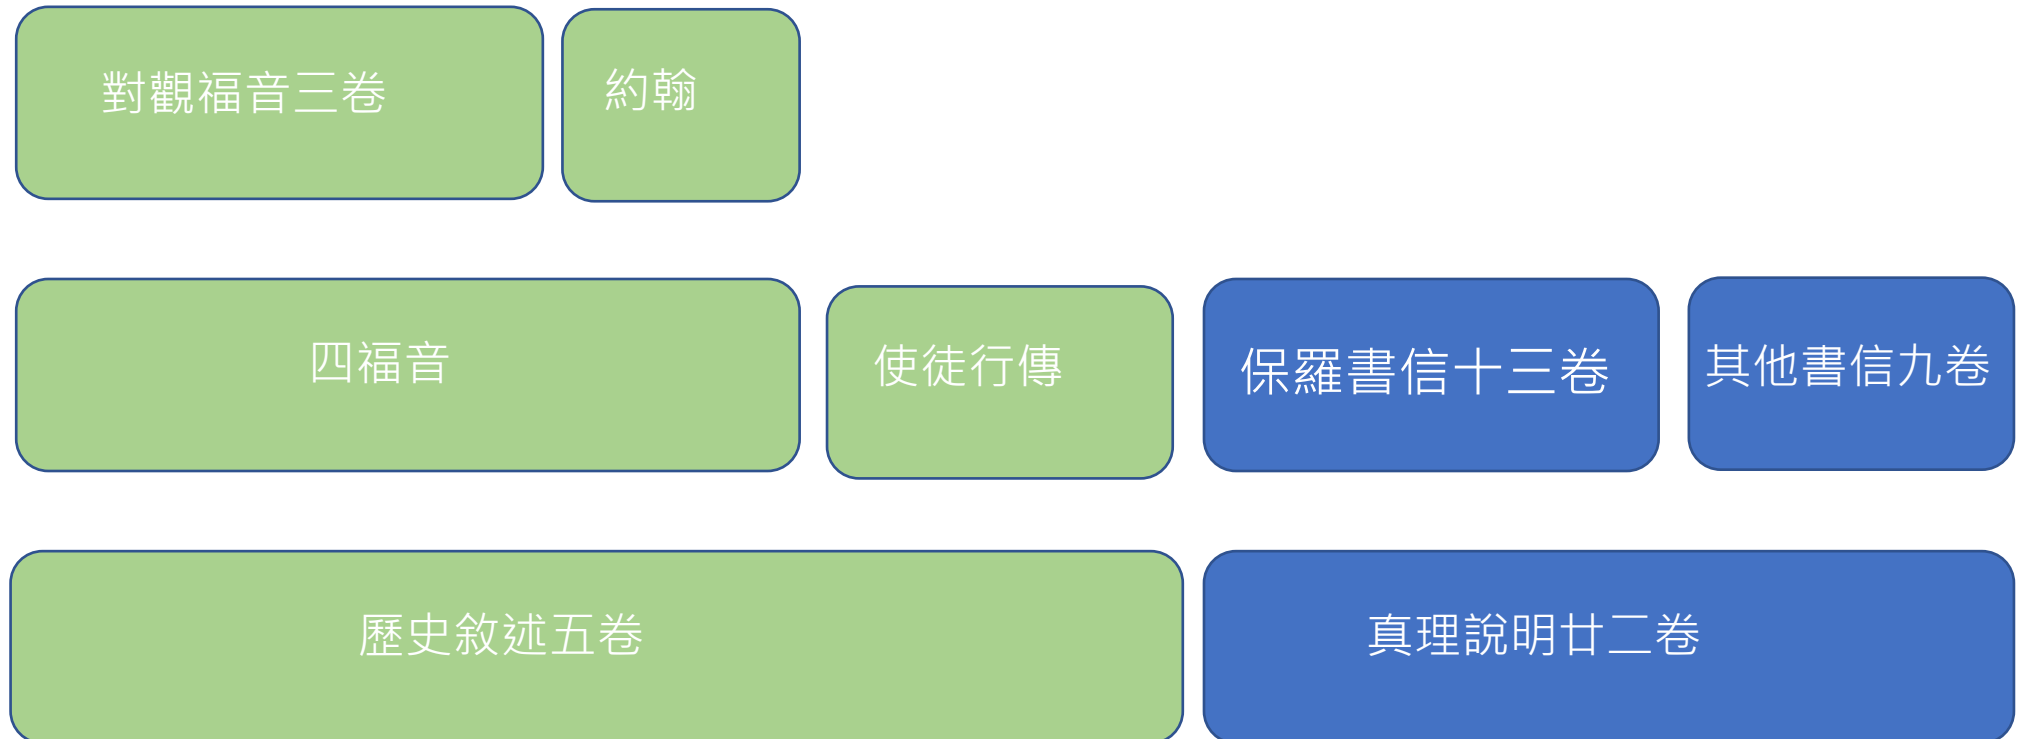 對觀福音三卷
約翰
四福音
使徒行傳
保羅書信十三卷
其他書信九卷
歷史敘述五卷
真理說明廿二卷